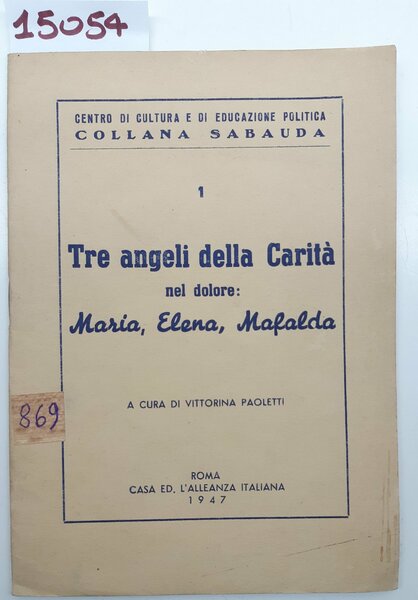 15054
CENTRO DI CULTURA E DI EDUCAZIONE POLITICA
COLLANA SABAUDA
1
Tre angeli della Carità
nel dolore:
Maria, Elena, Mafalda
A CURA DI VITTORINA PAOLETTI
869
ROMA
CASA ED. L'ALLEANZA ITALIANA
1947